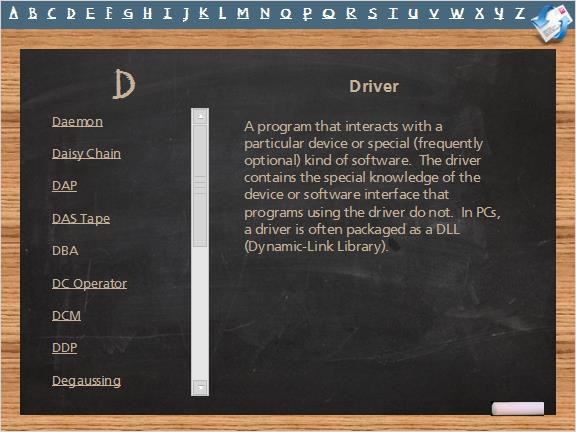 A B C D E F G H I J K L M N O P Q R S T U V W X Y Z
D
Daemon
Daisy Chain
DAP
DAS Tape
DBA
DC Operator
DCM
DDP
Degaussing
Driver
A program that interacts with a
particular device or special (frequently
optional) kind of software.  The driver
contains the special knowledge of the
device or software interface that
programs using the driver do not.  In PCs,
a driver is often packaged as a DLL
(Dynamic-Link Library).